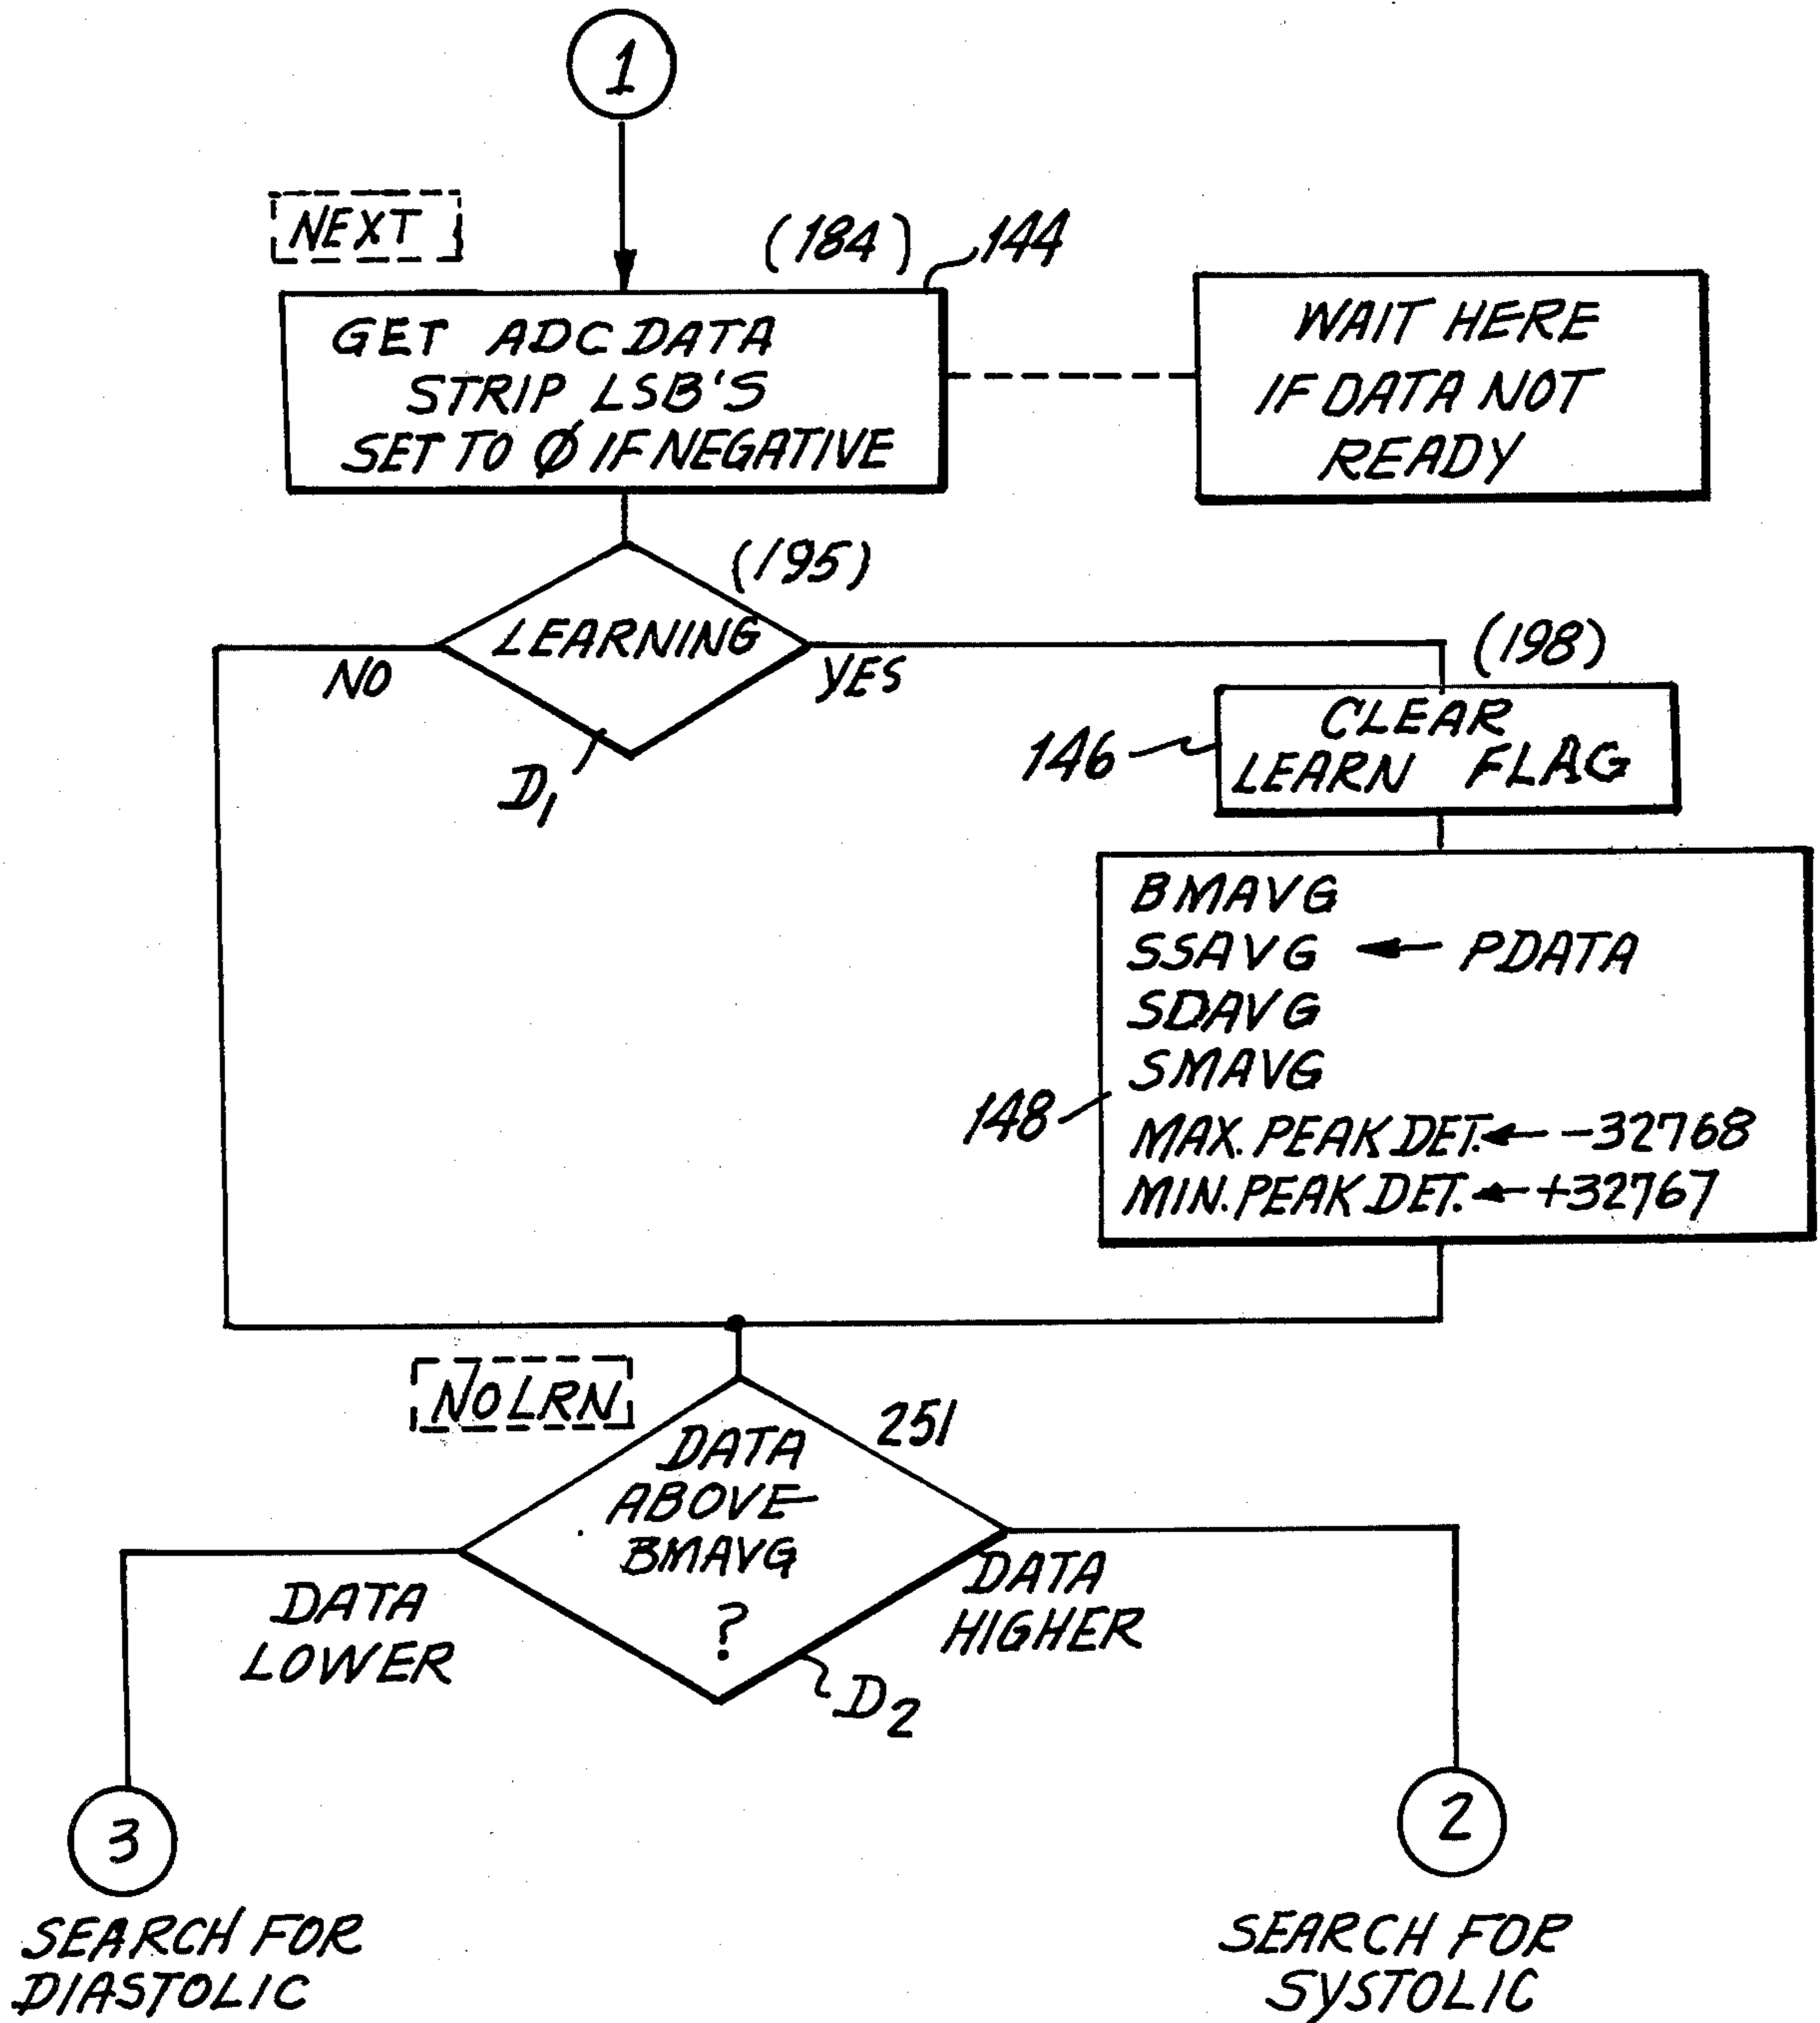 1
NEXT
(184)
144
GET ADC DATA
STRIP LSB'S
SET TO Ø IF NEGATIVE
WAIT HERE
IF DATA NOT
READY
(195)
LEARNING
NO
YES
D1
(198)
146
CLEAR
LEARN FLAG
BMAVG
SSAVG ← PDATA
SDAVG
SMAVG
148
MAX. PEAK DET. ← -32768
MIN. PEAK DET. ← +32767
NOLRN
251
DATA
ABOVE
BMAVG
?
DATA
LOWER
DATA
HIGHER
D2
3
2
SEARCH FOR
DIASTOLIC
SEARCH FOR
SYSTOLIC